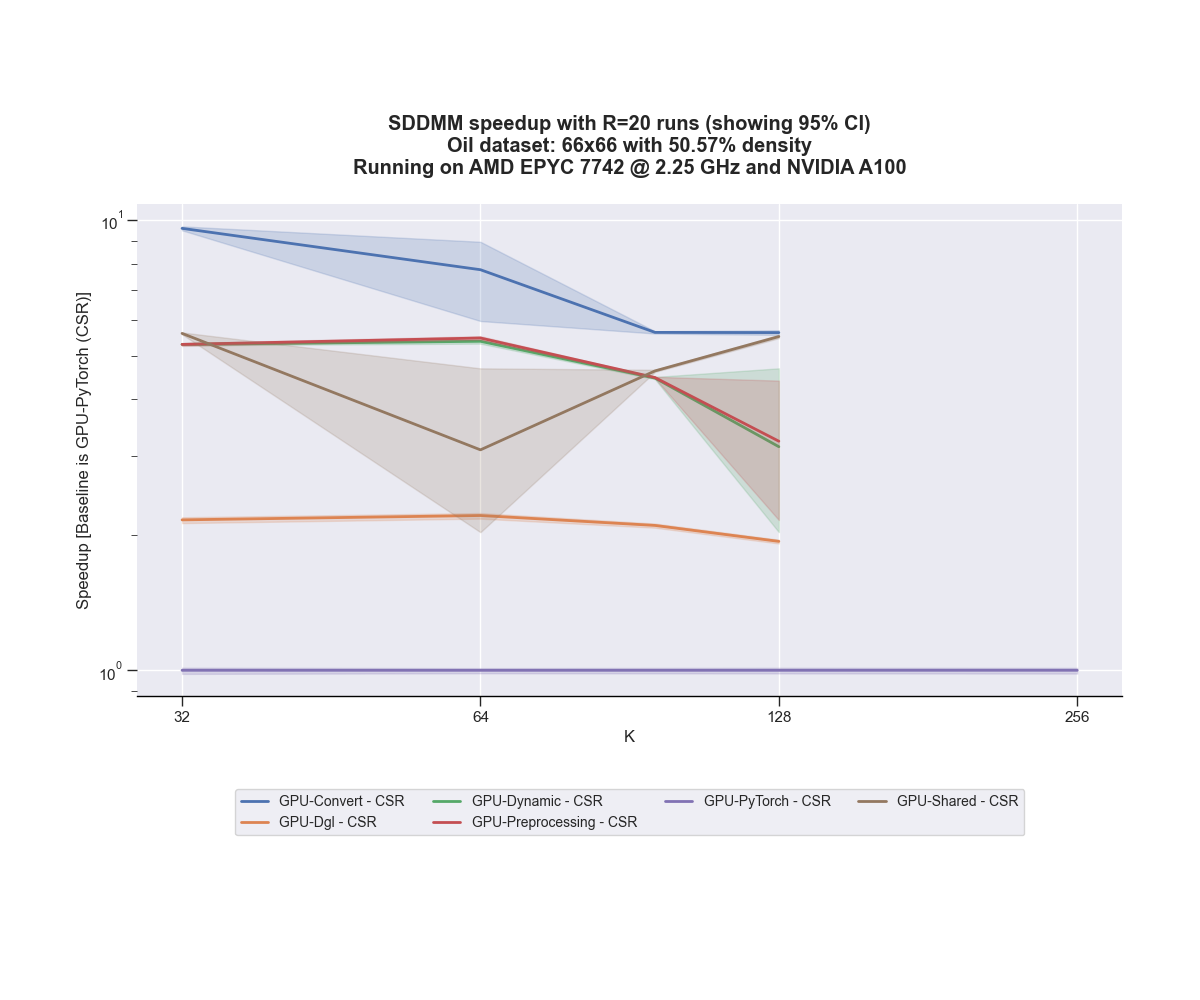 SDDMM speedup with R=20 runs (showing 95% CI)
Oil dataset: 66x66 with 50.57% density
Running on AMD EPYC 7742 @ 2.25 GHz and NVIDIA A100
10^1
10^0
Speedup [Baseline is GPU-PyTorch (CSR)]
32 64 128 256
K
GPU-Convert - CSR GPU-Dynamic - CSR GPU-PyTorch - CSR GPU-Shared - CSR
GPU-Dgl - CSR GPU-Preprocessing - CSR